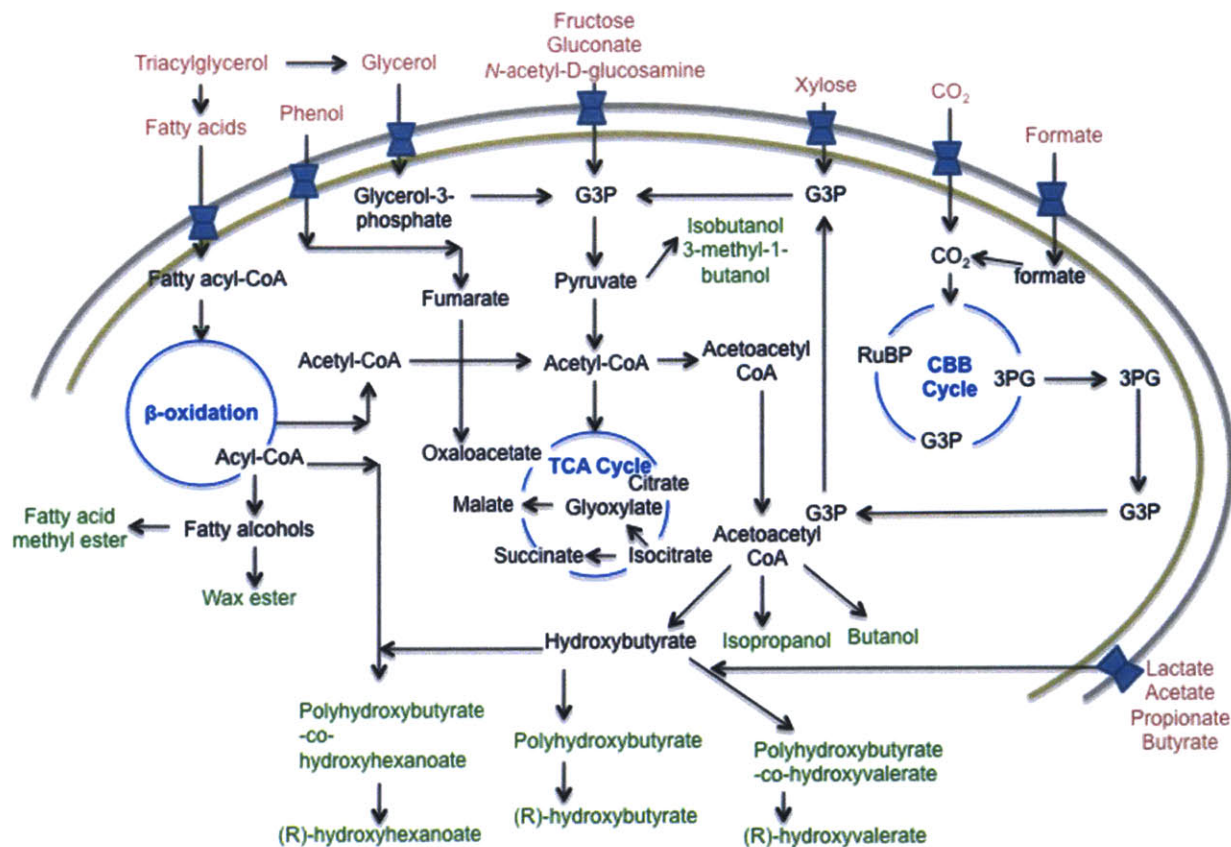 Fructose
Gluconate
N-acetyl-D-glucosamine
Triacylglycerol
Glycerol
Xylose
CO2
Phenol
Fatty acids
Formate
Glycerol-3-
phosphate
G3P
G3P
Isobutanol
3-methyl-1-
butanol
CO2
formate
Fatty acyl-CoA
Fumarate
Pyruvate
Acetyl-CoA
Acetyl-CoA
Acetoacetyl
CoA
RuBP
CBB
Cycle
3PG
3PG
β-oxidation
G3P
Acyl-CoA
Oxaloacetate
TCA Cycle
Citrate
Malate
Glyoxylate
G3P
G3P
Fatty acid
methyl ester
Fatty alcohols
Succinate
Isocitrate
Acetoacetyl
CoA
Wax ester
Hydroxybutyrate
Isopropanol
Butanol
Lactate
Acetate
Propionate
Butyrate
Polyhydroxybutyrate
-co-
hydroxyhexanoate
Polyhydroxybutyrate
Polyhydroxybutyrate
-co-hydroxyvalerate
(R)-hydroxyhexanoate
(R)-hydroxybutyrate
(R)-hydroxyvalerate